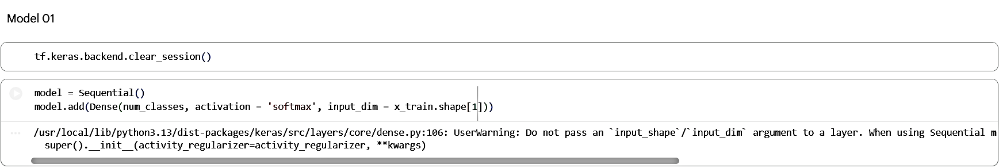 Model 01
tf.keras.backend.clear_session()
model = Sequential()
model.add(Dense(num_classes, activation = 'softmax', input_dim = x_train.shape[1]))
/usr/local/lib/python3.13/dist-packages/keras/src/layers/core/dense.py:106: UserWarning: Do not pass an `input_shape`/`input_dim` argument to a layer. When using Sequential m
super().__init__(activity_regularizer=activity_regularizer, **kwargs)